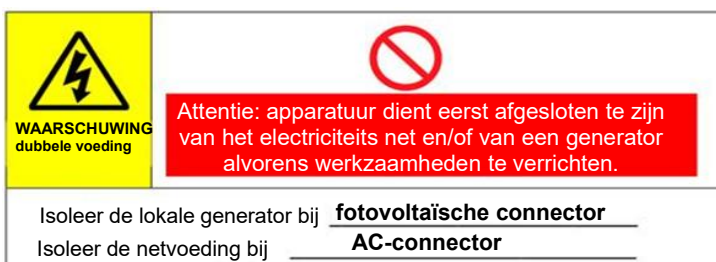 WAARSCHUWING
dubbele voeding
Attentie: apparatuur dient eerst afgesloten te zijn
van het electriciteits net en/of van een generator
alvorens werkzaamheden te verrichten.
Isoleer de lokale generator bij fotovoltaïsche connector
Isoleer de netvoeding bij AC-connector